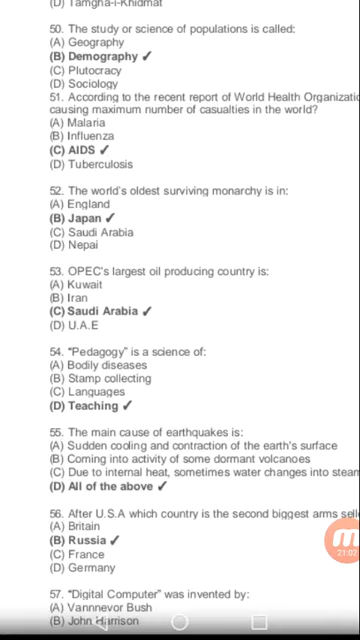 (D) Tamgha-i-Khidmat
50. The study or science of populations is called:
(A) Geography
(B) Demography ✓
(C) Plutocracy
(D) Sociology
51. According to the recent report of World Health Organizatio
causing maximum number of casualties in the world?
(A) Malaria
(B) Influenza
(C) AIDS ✓
(D) Tuberculosis
52. The world's oldest surviving monarchy is in:
(A) England
(B) Japan ✓
(C) Saudi Arabia
(D) Nepai
53. OPEC's largest oil producing country is:
(A) Kuwait
(B) Iran
(C) Saudi Arabia ✓
(D) U.A.E
54. "Pedagogy" is a science of:
(A) Bodily diseases
(B) Stamp collecting
(C) Languages
(D) Teaching ✓
55. The main cause of earthquakes is:
(A) Sudden cooling and contraction of the earth's surface
(B) Coming into activity of some dormant volcanoes
(C) Due to internal heat, sometimes water changes into steam
(D) All of the above ✓
56. After U.S.A which country is the second biggest arms selle
(A) Britain
(B) Russia ✓
(C) France
(D) Germany
21:02
57. "Digital Computer" was invented by:
(A) Vannnevor Bush
(B) John Harrison